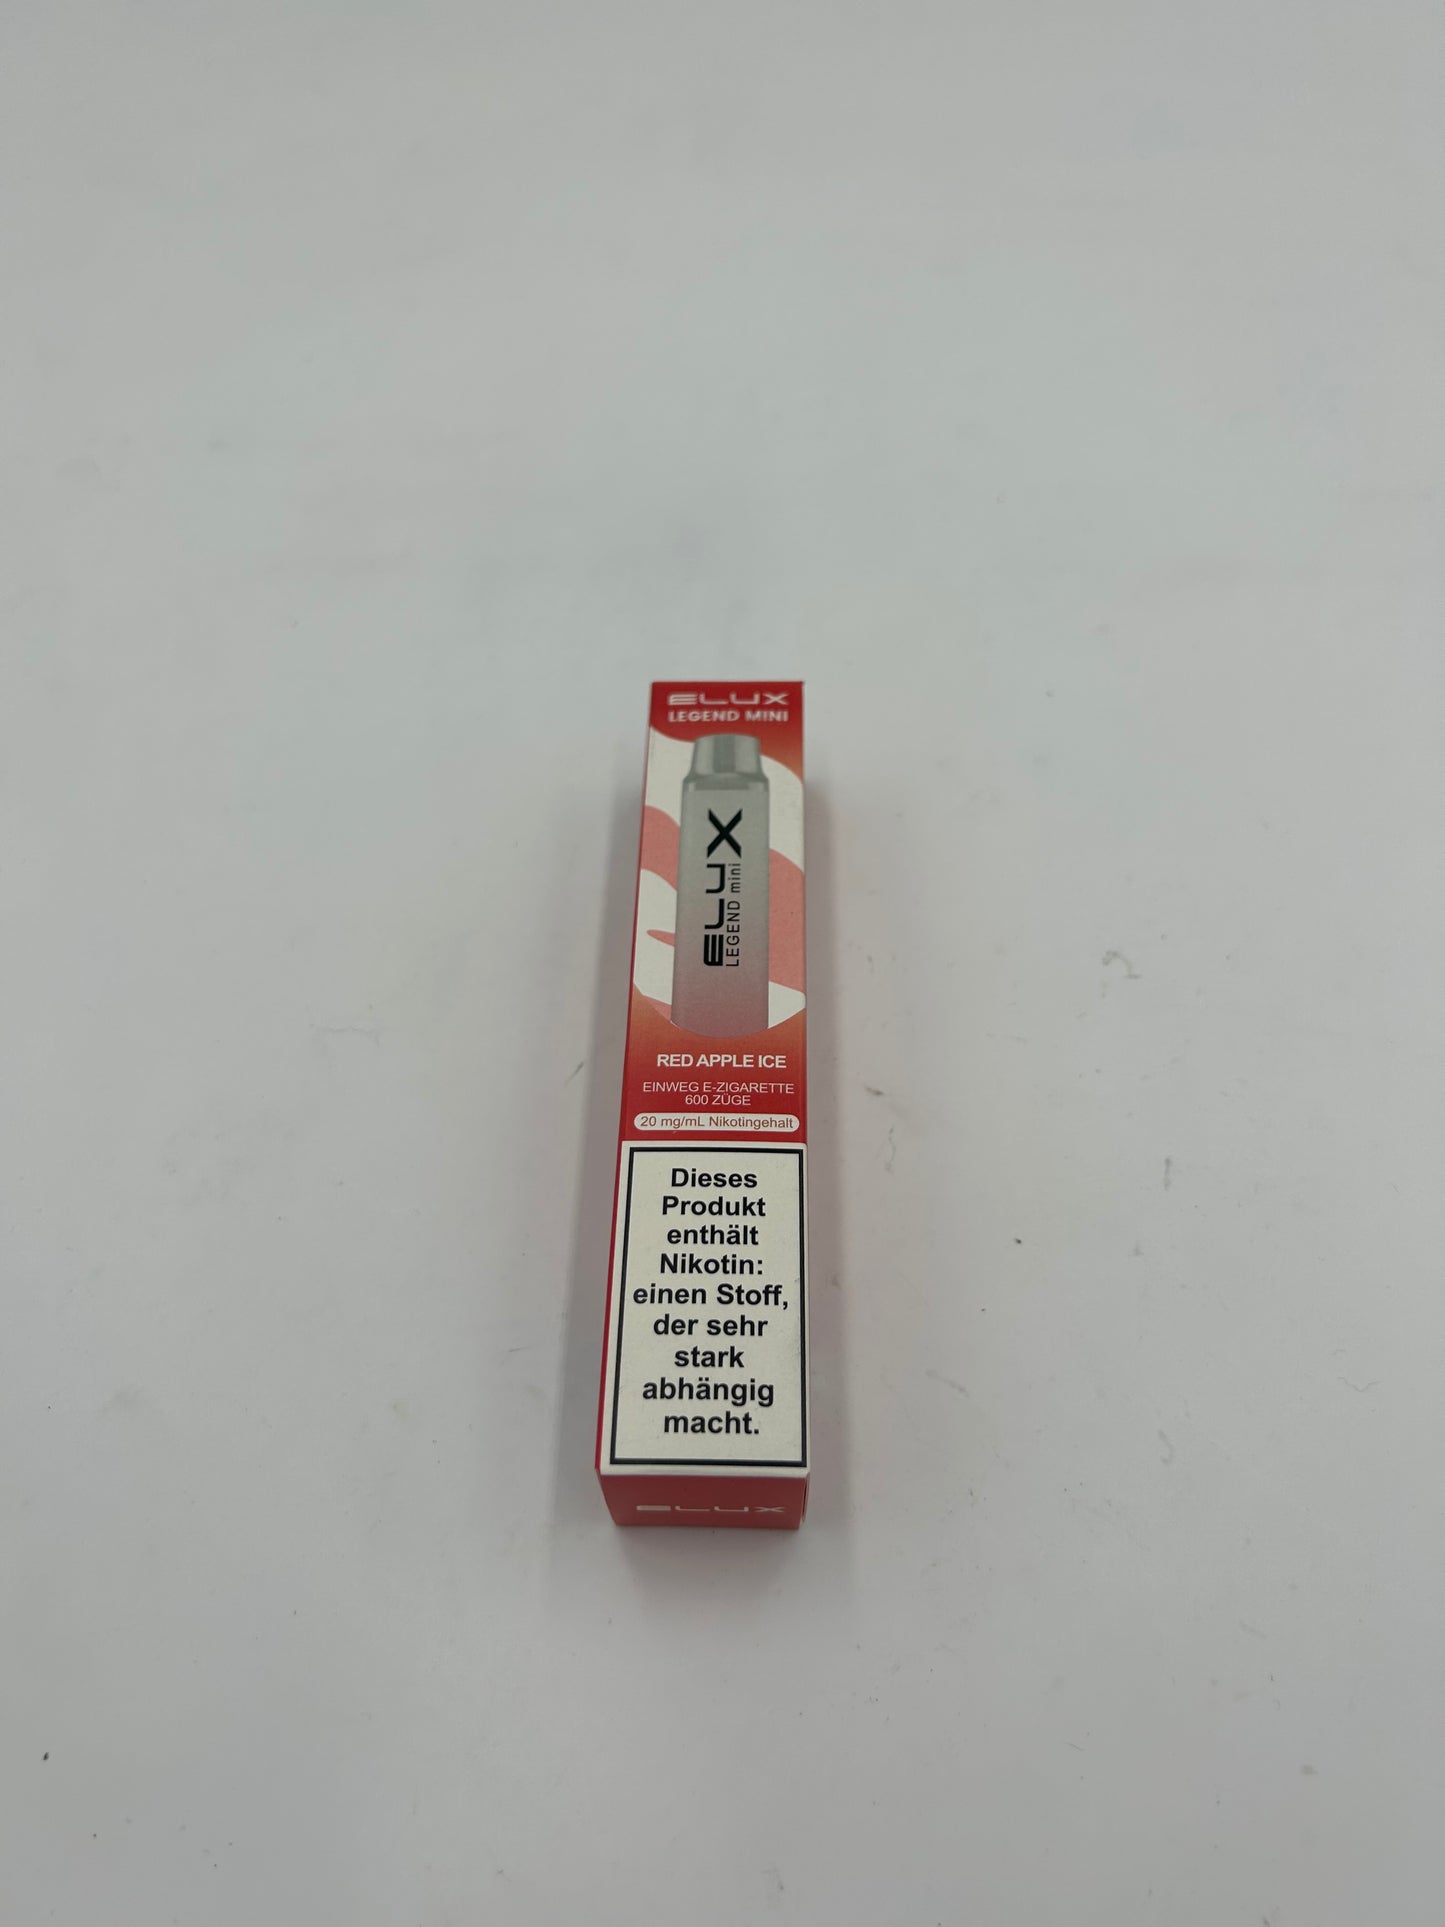 ELUX
LEGEND MINI
ELUX
LEGEND mini
RED APPLE ICE
EINWEG E-ZIGARETTE
600 ZÜGE
20 mg/mL Nikotingehalt
Dieses
Produkt
enthält
Nikotin:
einen Stoff,
der sehr
stark
abhängig
macht.
ELUX